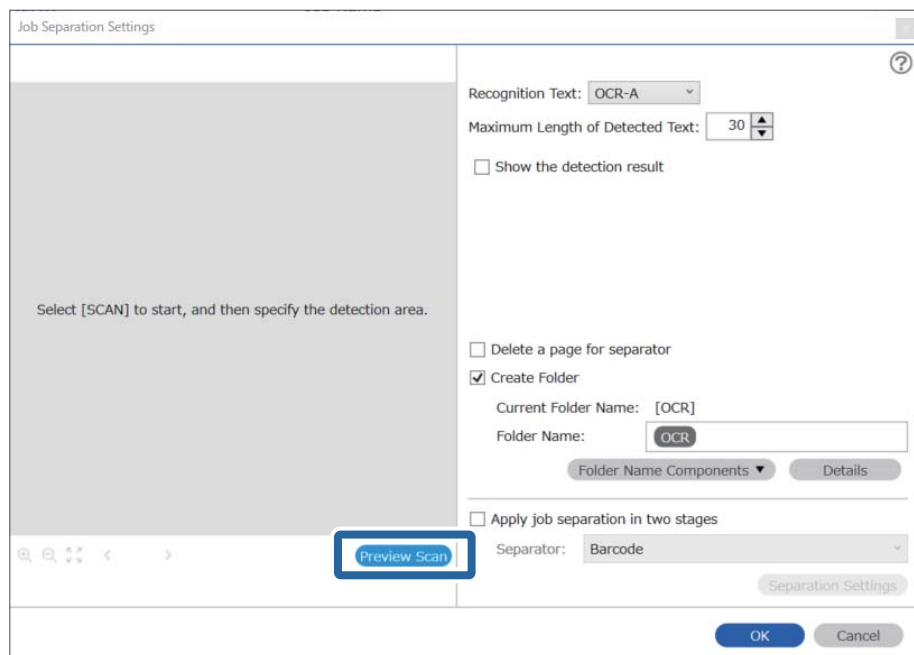 Job Separation Settings
Recognition Text: OCR-A
Maximum Length of Detected Text: 30
Show the detection result
Select [SCAN] to start, and then specify the detection area.
Delete a page for separator
Create Folder
Current Folder Name: [OCR]
Folder Name: OCR
Folder Name Components ▼ Details
Apply job separation in two stages
Preview Scan
Separator: Barcode
Separation Settings
OK Cancel